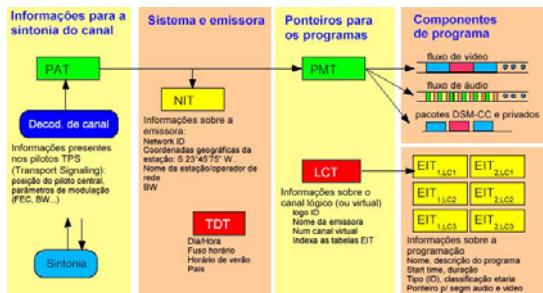 Informações para a
sintonia do canal
PAT
Decod. de canal
Informações presentes
nos pilotos TPS
(Transport Signaling):
posição do piloto central,
parâmetros de modulação
(FEC, BW...)
Sintonia
Sistema e emissora
NIT
Informações sobre a
emissora:
Network ID
Coordenadas geográficas da
estação: S 23°45'75" W..
Nome da estação/operador de
rede
BW
TDT
Dia/Hora
Fuso horário
Horário de verão
País
Ponteiros para
os programas
PMT
LCT
Informações sobre o
canal lógico (ou virtual)
logo ID
Nome da emissora
Num canal virtual
Indexa as tabelas EIT
Componentes
de programa
fluxo de vídeo
fluxo de áudio
pacotes DSM-CC e privados
EIT1,LC1 EIT2,LC1
EIT1,LC2 EIT2,LC2
EIT1,LC3 EIT2,LC3
Informações sobre a
programação
Nome, descrição do programa
Start time, duração
Tipo (ID), classificação etaria
Ponteiro p/ segm audio e video